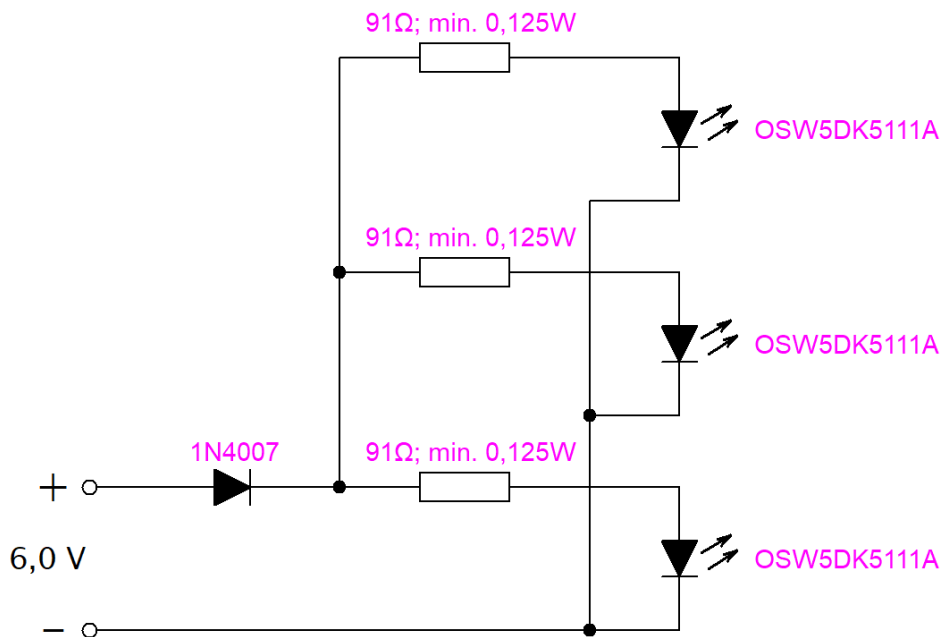 91Ω; min. 0,125W
OSW5DK5111A
91Ω; min. 0,125W
OSW5DK5111A
1N4007
91Ω; min. 0,125W
+
6,0 V
OSW5DK5111A
−